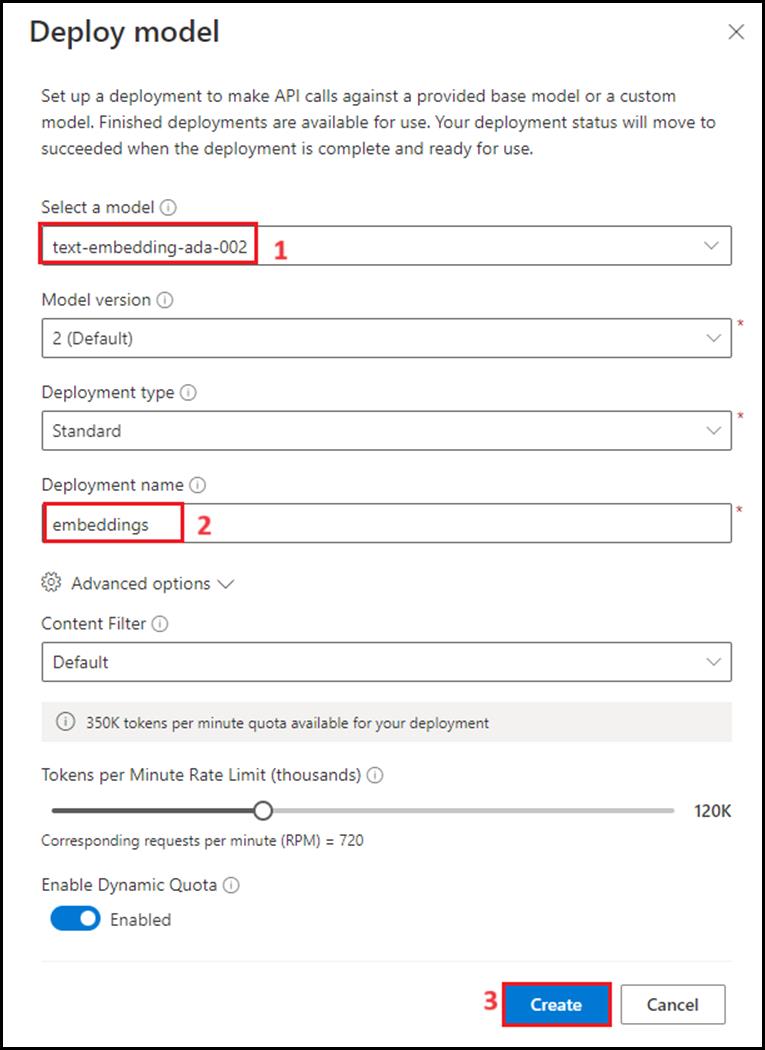 Deploy model
Set up a deployment to make API calls against a provided base model or a custom
model. Finished deployments are available for use. Your deployment status will move to
succeeded when the deployment is complete and ready for use.
Select a model
text-embedding-ada-002 1
Model version
2 (Default) *
Deployment type
Standard *
Deployment name
embeddings 2 *
Advanced options
Content Filter
Default
350K tokens per minute quota available for your deployment
Tokens per Minute Rate Limit (thousands)
120K
Corresponding requests per minute (RPM) = 720
Enable Dynamic Quota
Enabled
3 Create Cancel